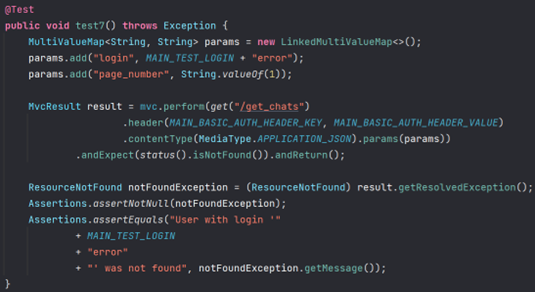 @Test
public void test7() throws Exception {
    MultiValueMap<String, String> params = new LinkedMultiValueMap<>();
    params.add("login", MAIN_TEST_LOGIN + "error");
    params.add("page_number", String.valueOf(1));

    MvcResult result = mvc.perform(get("/get_chats")
                    .header(MAIN_BASIC_AUTH_HEADER_KEY, MAIN_BASIC_AUTH_HEADER_VALUE)
                    .contentType(MediaType.APPLICATION_JSON).params(params))
            .andExpect(status().isNotFound()).andReturn();

    ResourceNotFound notFoundException = (ResourceNotFound) result.getResolvedException();
    Assertions.assertNotNull(notFoundException);
    Assertions.assertEquals("User with login '"
            + MAIN_TEST_LOGIN
            + "error"
            + "' was not found", notFoundException.getMessage());
}